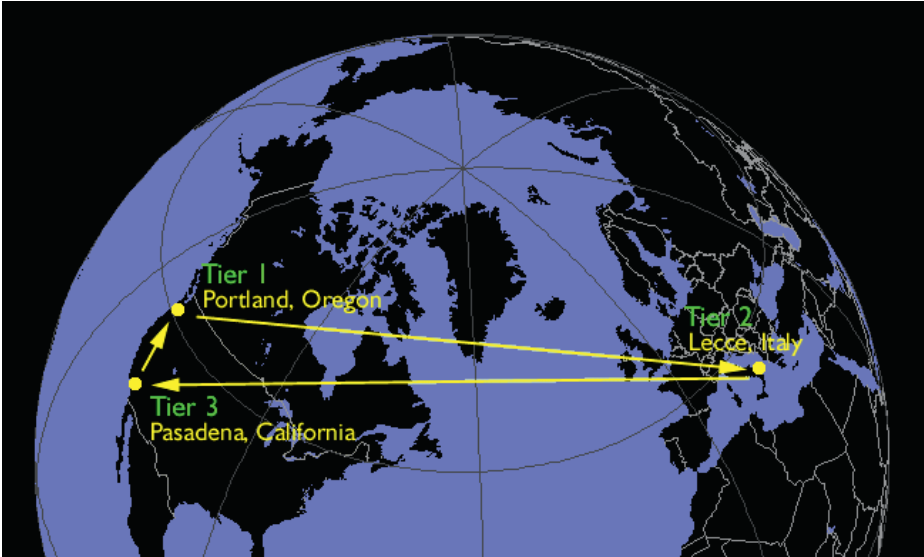 Tier 1
Portland, Oregon
Tier 2
Lecce, Italy
Tier 3
Pasadena, California